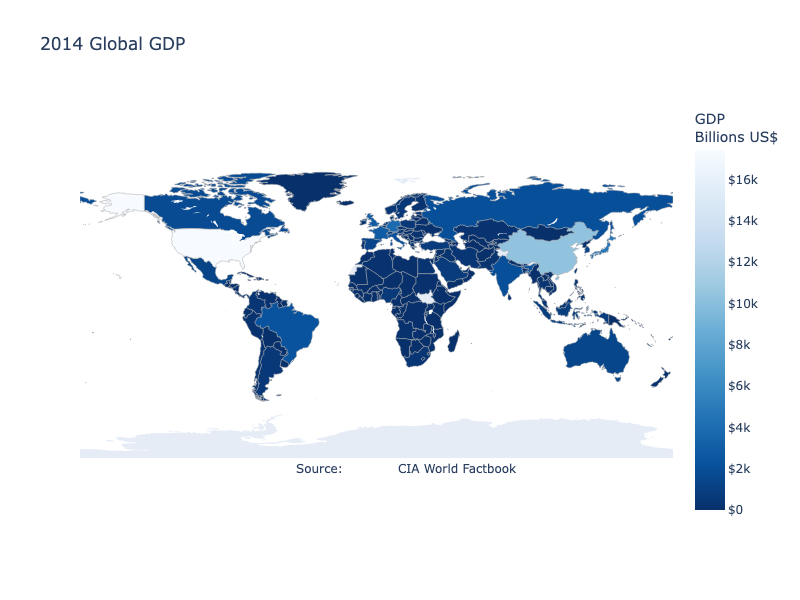 2014 Global GDP
GDP
Billions US$
$16k
$14k
$12k
$10k
$8k
$6k
$4k
$2k
$0
Source: CIA World Factbook